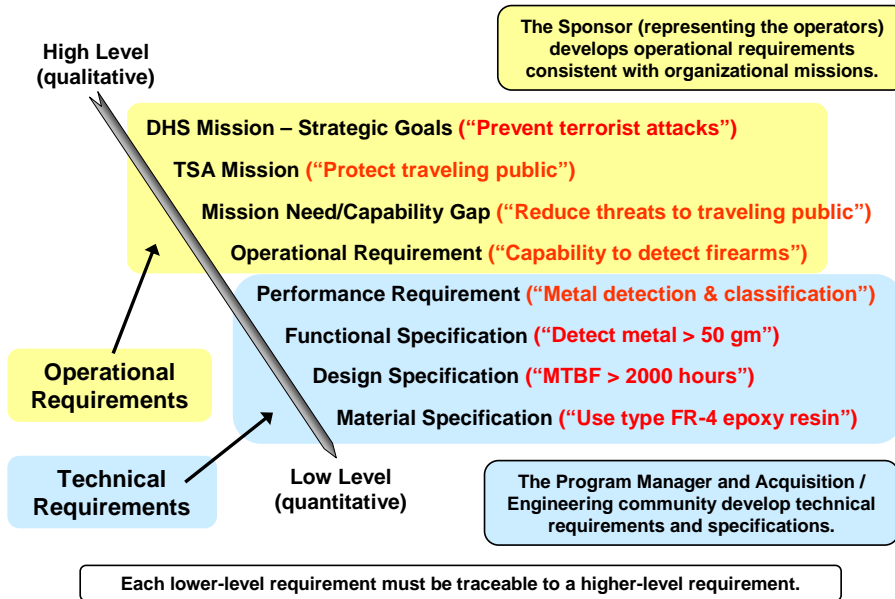 The Sponsor (representing the operators)
develops operational requirements
consistent with organizational missions.
High Level
(qualitative)
DHS Mission – Strategic Goals (“Prevent terrorist attacks”)
TSA Mission (“Protect traveling public”)
Mission Need/Capability Gap (“Reduce threats to traveling public”)
Operational Requirement (“Capability to detect firearms”)
Performance Requirement (“Metal detection & classification”)
Functional Specification (“Detect metal > 50 gm”)
Design Specification (“MTBF > 2000 hours”)
Material Specification (“Use type FR-4 epoxy resin”)
Operational
Requirements
Technical
Requirements
Low Level
(quantitative)
The Program Manager and Acquisition /
Engineering community develop technical
requirements and specifications.
Each lower-level requirement must be traceable to a higher-level requirement.